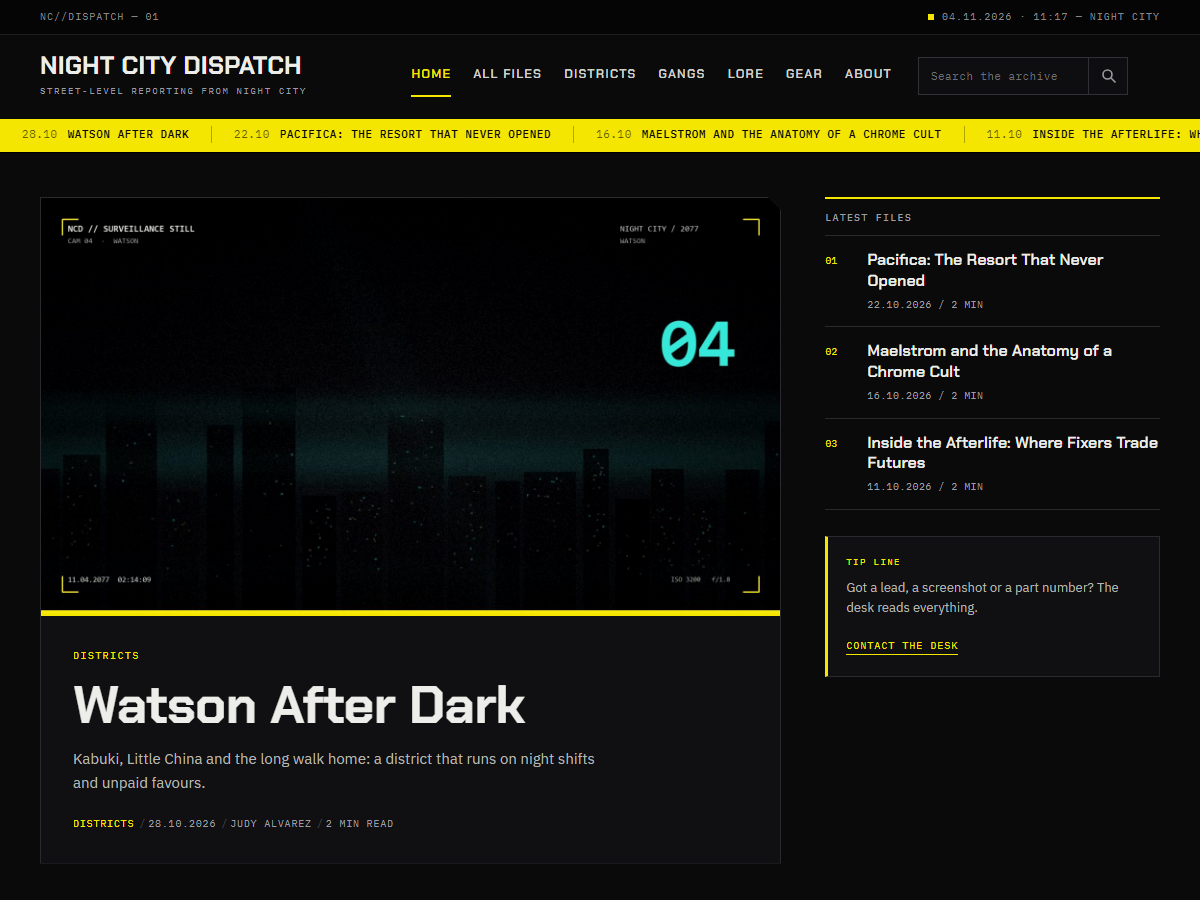 NC//DISPATCH — 01
04.11.2026 · 11:17 — NIGHT CITY
NIGHT CITY DISPATCH
STREET-LEVEL REPORTING FROM NIGHT CITY
HOME ALL FILES DISTRICTS GANGS LORE GEAR ABOUT
Search the archive
28.10 WATSON AFTER DARK 22.10 PACIFICA: THE RESORT THAT NEVER OPENED 16.10 MAELSTROM AND THE ANATOMY OF A CHROME CULT 11.10 INSIDE THE AFTERLIFE:
NCD // SURVEILLANCE STILL
CAM 04 · WATSON
NIGHT CITY / 2077
WATSON
04
11.04.2077 02:14:09
ISO 3200 f/1.8
DISTRICTS
Watson After Dark
Kabuki, Little China and the long walk home: a district that runs on night shifts
and unpaid favours.
DISTRICTS / 28.10.2026 / JUDY ALVAREZ / 2 MIN READ
LATEST FILES
01
Pacifica: The Resort That Never
Opened
22.10.2026 / 2 MIN
02
Maelstrom and the Anatomy of a
Chrome Cult
16.10.2026 / 2 MIN
03
Inside the Afterlife: Where Fixers Trade
Futures
11.10.2026 / 2 MIN
TIP LINE
Got a lead, a screenshot or a part number? The
desk reads everything.
CONTACT THE DESK